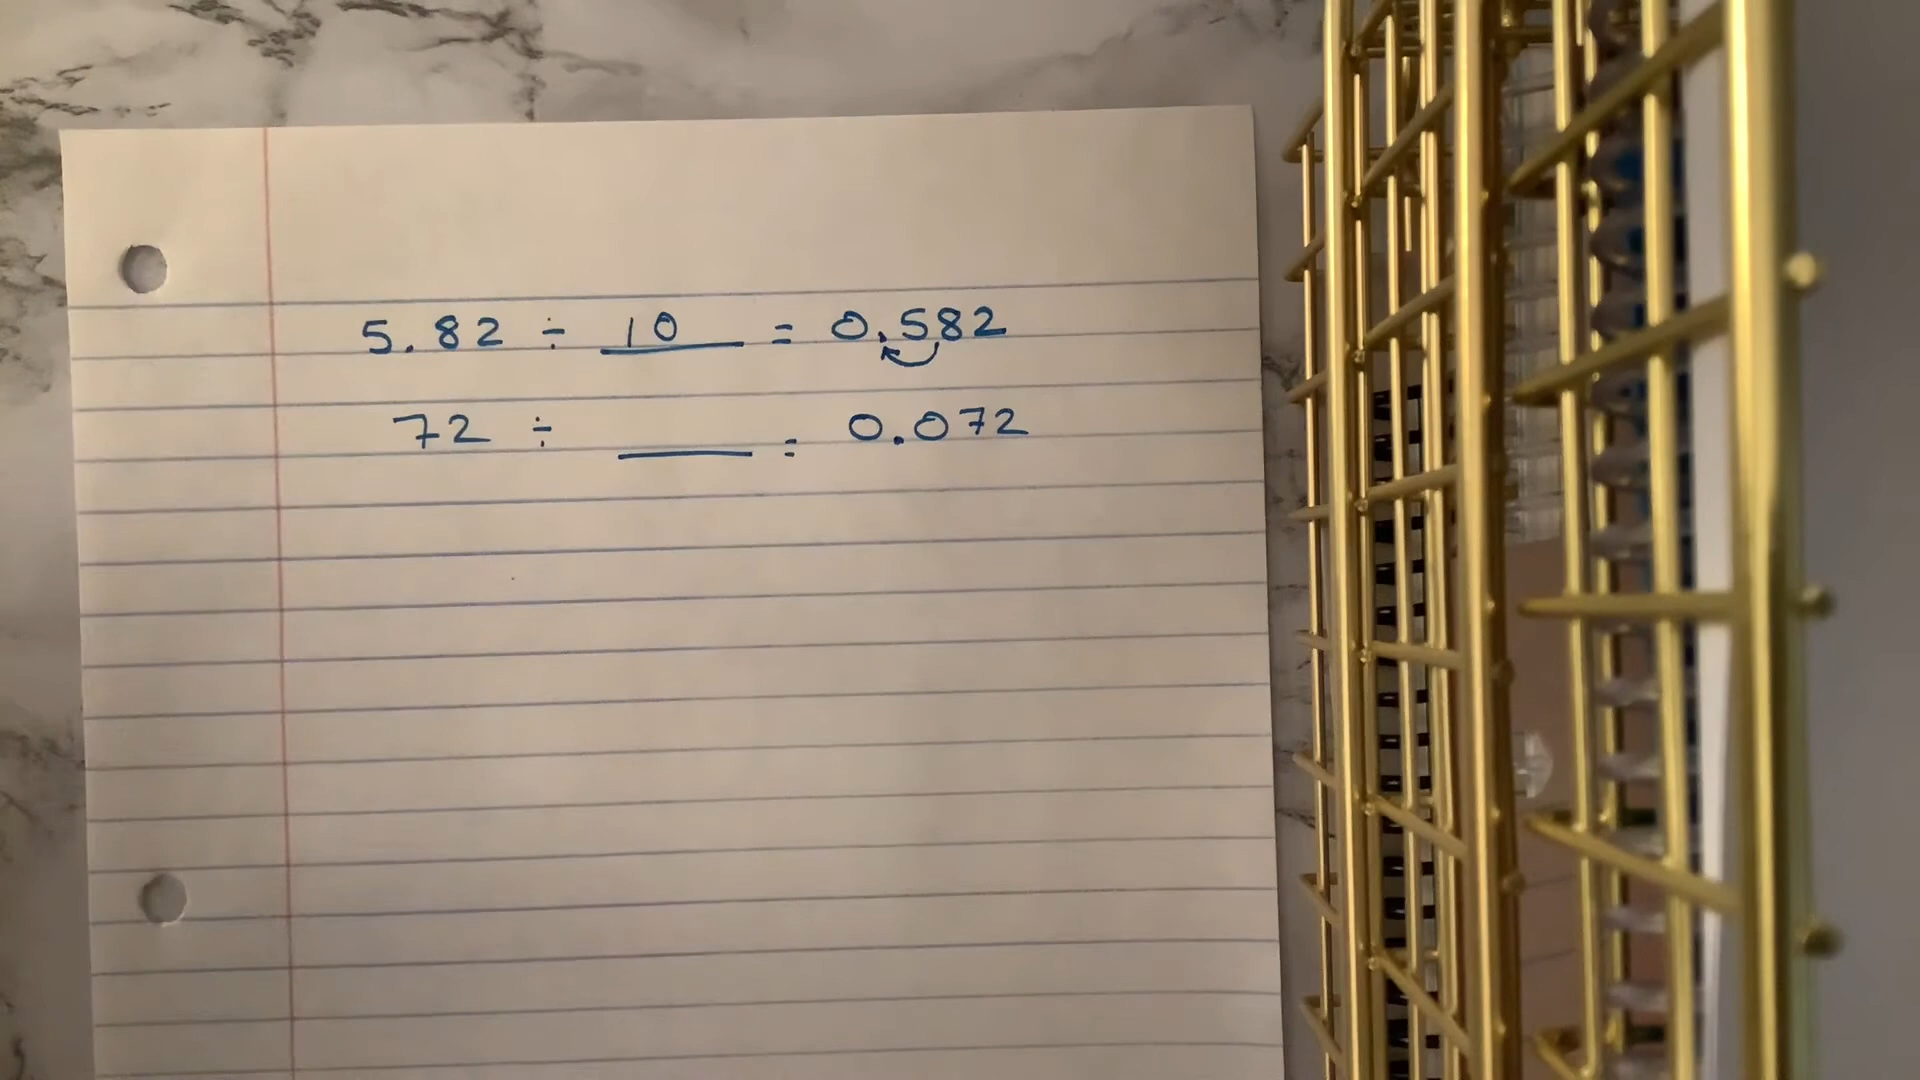 5.82 ÷ 10 = 0.582
72 ÷ ____ = 0.072